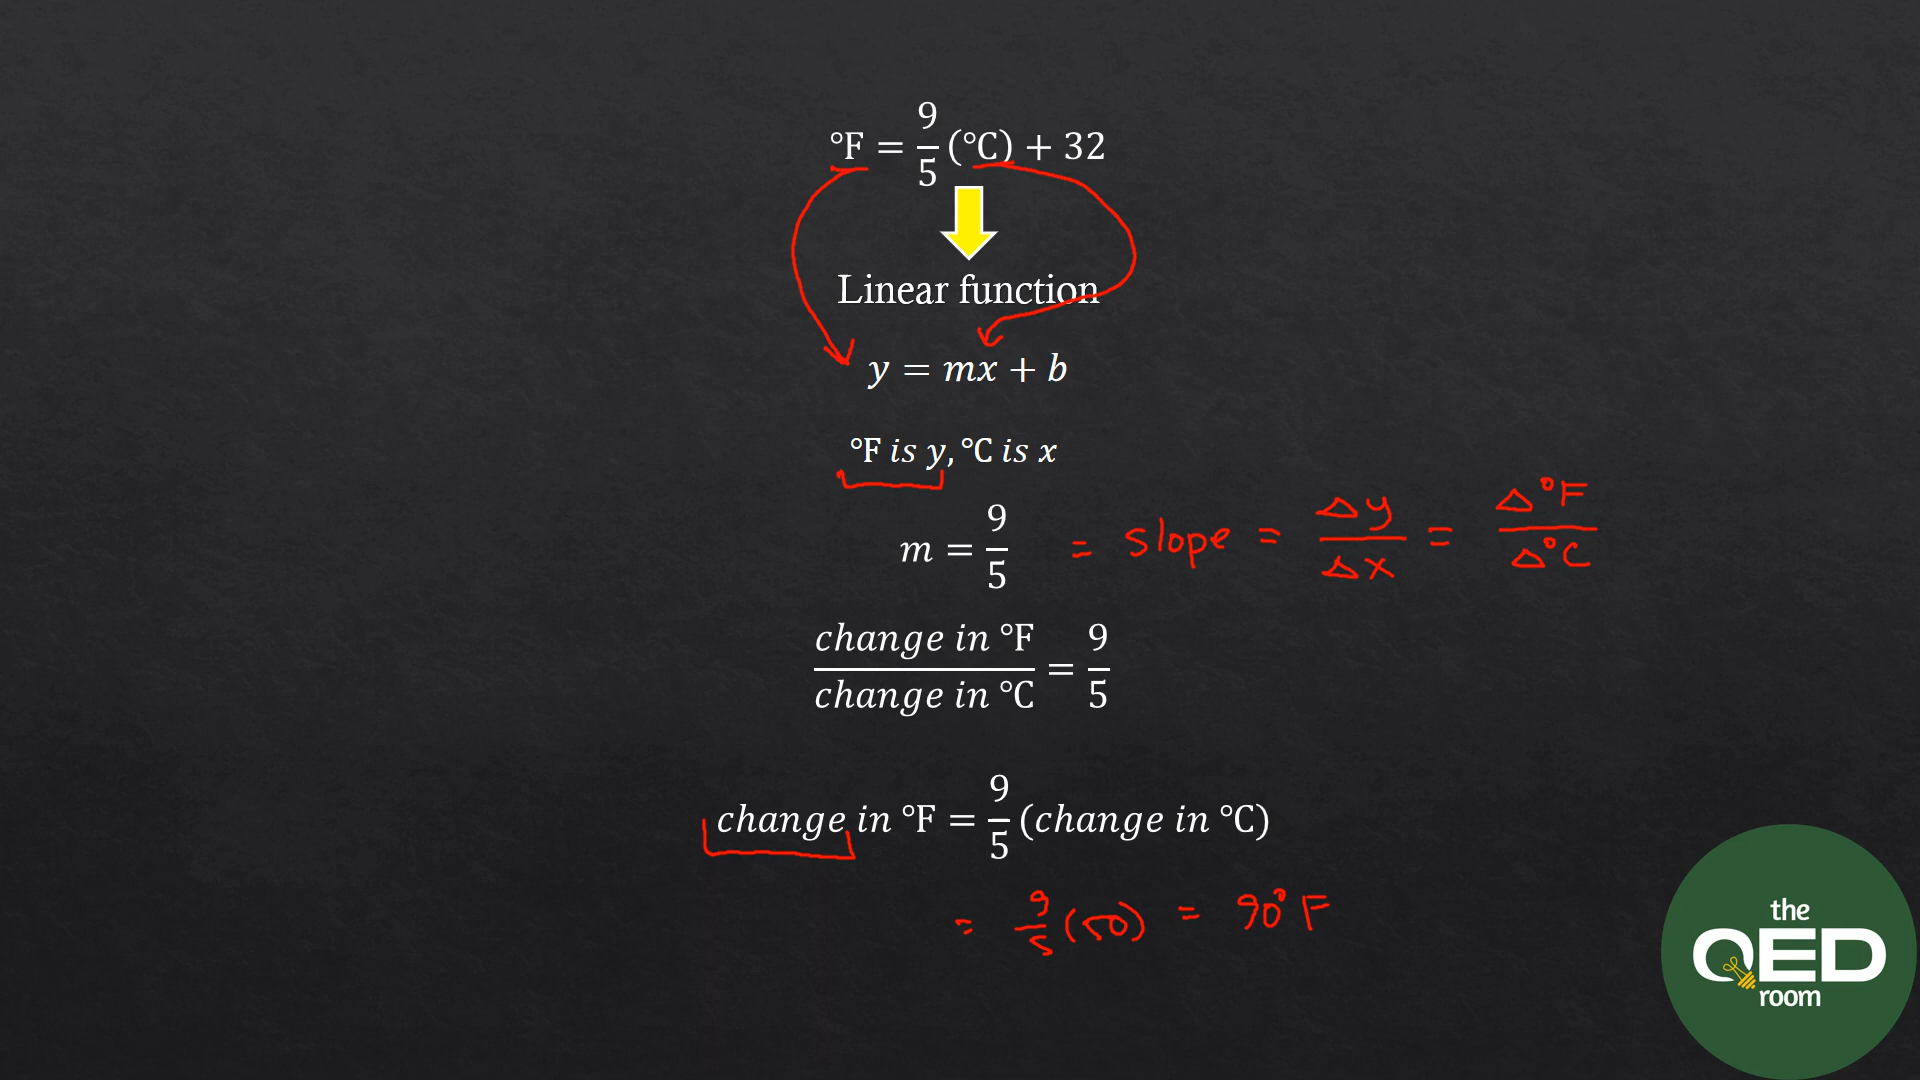 °F = 9/5 (°C) + 32
Linear function
y = mx + b
°F is y, °C is x
m = 9/5 = slope = Δy/Δx = Δ°F/Δ°C
change in °F/change in °C = 9/5
change in °F = 9/5 (change in °C)
= 9/5 (50) = 90°F
the
QED
room